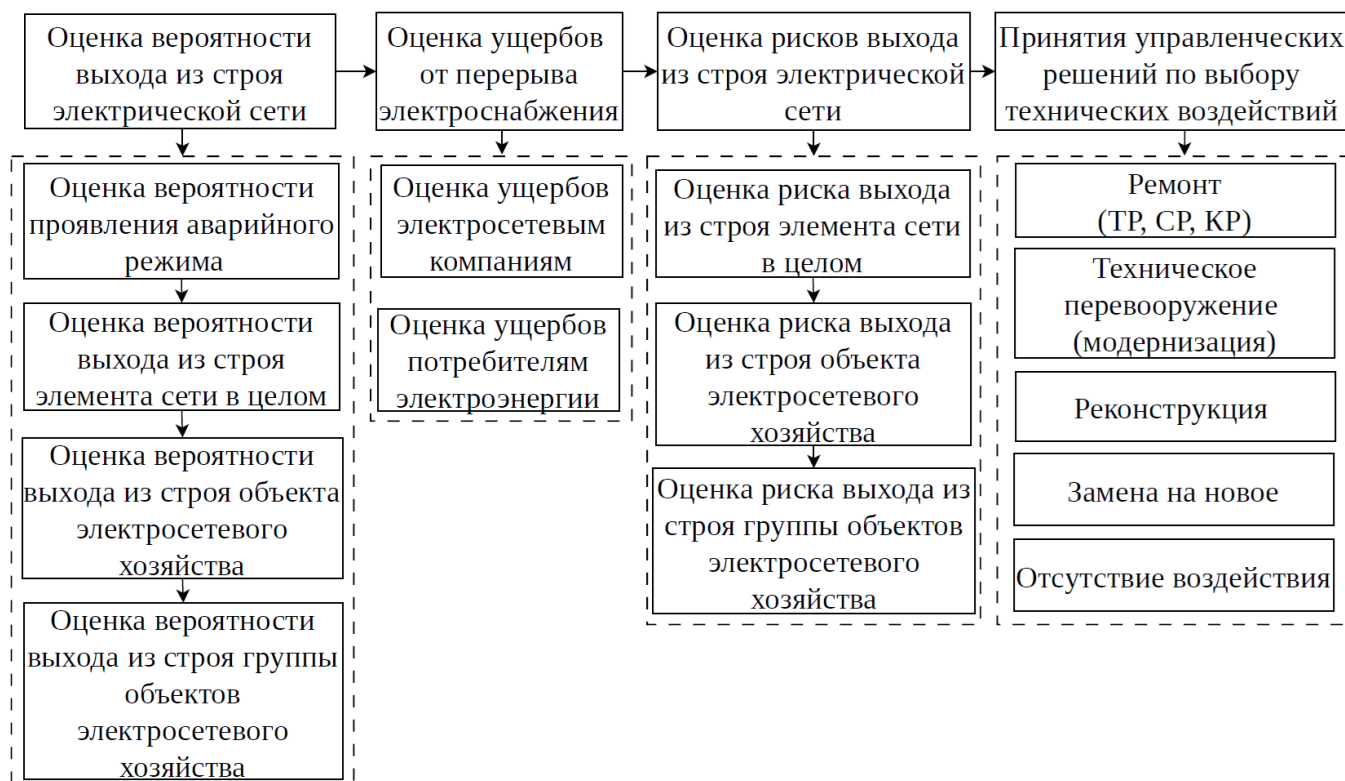 Оценка вероятности
выхода из строя
электрической сети
Оценка ущербов
от перерыва
электроснабжения
Оценка рисков выхода
из строя электрической
сети
Принятия управленческих
решений по выбору
технических воздействий
Оценка вероятности
проявления аварийного
режима
Оценка вероятности
выхода из строя
элемента сети в целом
Оценка вероятности
выхода из строя объекта
электросетевого
хозяйства
Оценка вероятности
выхода из строя группы
объектов
электросетевого
хозяйства
Оценка ущербов
электросетевым
компаниям
Оценка ущербов
потребителям
электроэнергии
Оценка риска выхода
из строя элемента сети
в целом
Оценка риска выхода
из строя объекта
электросетевого
хозяйства
Оценка риска выхода из
строя группы объектов
электросетевого
хозяйства
Ремонт
(ТР, СР, КР)
Техническое
перевооружение
(модернизация)
Реконструкция
Замена на новое
Отсутствие воздействия